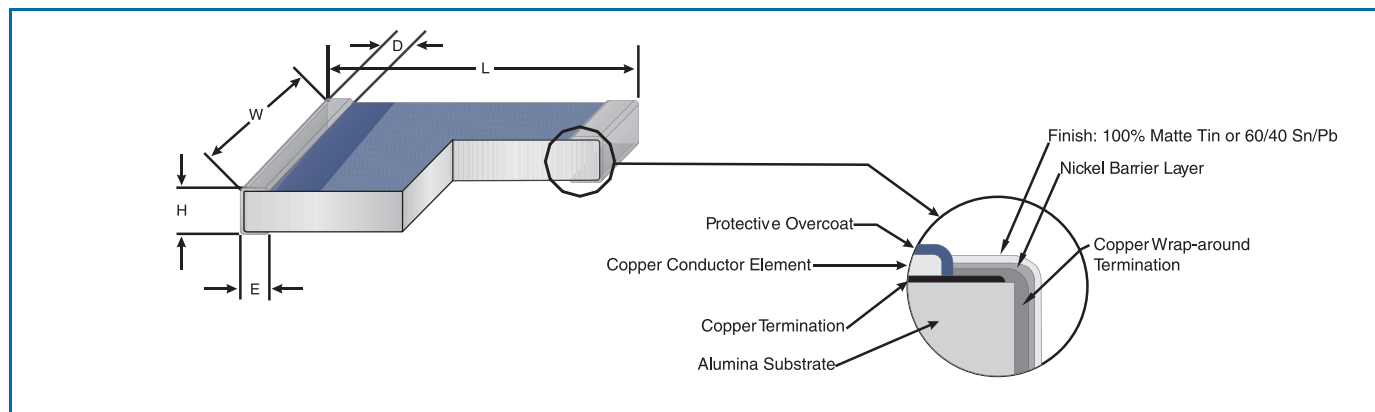 D
L
W
H
E
Finish: 100% Matte Tin or 60/40 Sn/Pb
Nickel Barrier Layer
Protective Overcoat
Copper Wrap-around
Termination
Copper Conductor Element
Copper Termination
Alumina Substrate